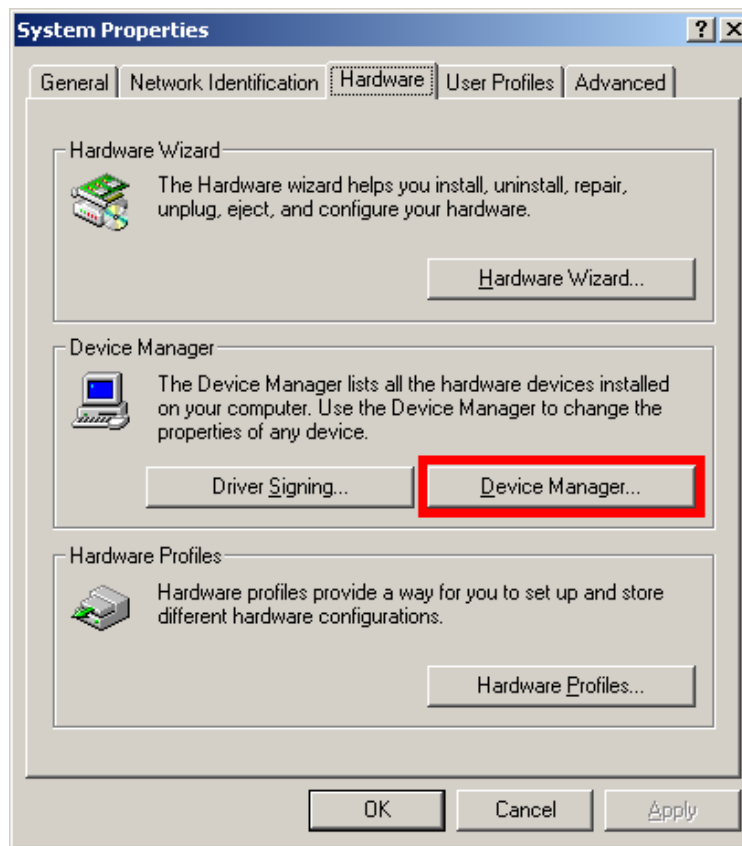 System Properties
General
Network Identification
Hardware
User Profiles
Advanced
Hardware Wizard
The Hardware wizard helps you install, uninstall, repair,
unplug, eject, and configure your hardware.
Hardware Wizard...
Device Manager
The Device Manager lists all the hardware devices installed
on your computer. Use the Device Manager to change the
properties of any device.
Driver Signing...
Device Manager...
Hardware Profiles
Hardware profiles provide a way for you to set up and store
different hardware configurations.
Hardware Profiles...
OK
Cancel
Apply